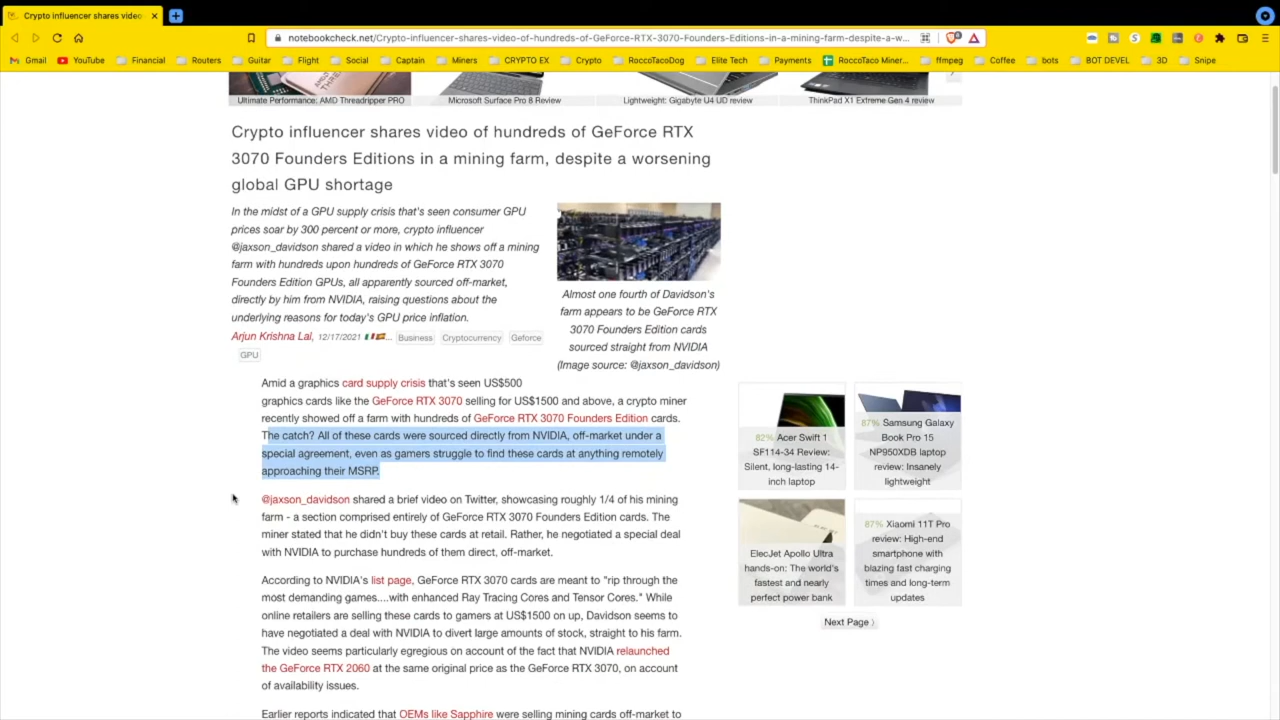 Crypto influencer shares video
notebookcheck.net/Crypto-influencer-shares-video-of-hundreds-of-GeForce-RTX-3070-Founders-Editions-in-a-mining-farm-despite-a-w...
Gmail YouTube Financial Routers Guitar Flight Social Captain Miners CRYPTO EX Crypto RoccoTacoDog Elite Tech Payments RoccoTaco Miner... ffmpeg Coffee bots BOT DEVEL 3D Snipe
Ultimate Performance: AMD Threadripper PRO
Microsoft Surface Pro 8 Review
Lightweight: Gigabyte U4 UD review
ThinkPad X1 Extreme Gen 4 review
Crypto influencer shares video of hundreds of GeForce RTX
3070 Founders Editions in a mining farm, despite a worsening
global GPU shortage
In the midst of a GPU supply crisis that's seen consumer GPU
prices soar by 300 percent or more, crypto influencer
@jaxson_davidson shared a video in which he shows off a mining
farm with hundreds upon hundreds of GeForce RTX 3070
Founders Edition GPUs, all apparently sourced off-market,
directly by him from NVIDIA, raising questions about the
underlying reasons for today's GPU price inflation.
Almost one fourth of Davidson's
farm appears to be GeForce RTX
3070 Founders Edition cards
sourced straight from NVIDIA
(Image source: @jaxson_davidson)
Arjun Krishna Lal, 12/17/2021 ... Business Cryptocurrency Geforce
GPU
Amid a graphics card supply crisis that's seen US$500
graphics cards like the GeForce RTX 3070 selling for US$1500 and above, a crypto miner
recently showed off a farm with hundreds of GeForce RTX 3070 Founders Edition cards.
The catch? All of these cards were sourced directly from NVIDIA, off-market under a
special agreement, even as gamers struggle to find these cards at anything remotely
approaching their MSRP.
@jaxson_davidson shared a brief video on Twitter, showcasing roughly 1/4 of his mining
farm - a section comprised entirely of GeForce RTX 3070 Founders Edition cards. The
miner stated that he didn't buy these cards at retail. Rather, he negotiated a special deal
with NVIDIA to purchase hundreds of them direct, off-market.
According to NVIDIA's list page, GeForce RTX 3070 cards are meant to "rip through the
most demanding games....with enhanced Ray Tracing Cores and Tensor Cores." While
online retailers are selling these cards to gamers at US$1500 on up, Davidson seems to
have negotiated a deal with NVIDIA to divert large amounts of stock, straight to his farm.
The video seems particularly egregious on account of the fact that NVIDIA relaunched
the GeForce RTX 2060 at the same original price as the GeForce RTX 3070, on account
of availability issues.
Earlier reports indicated that OEMs like Sapphire were selling mining cards off-market to
82% Acer Swift 1
SF114-34 Review:
Silent, long-lasting 14-
inch laptop
87% Samsung Galaxy
Book Pro 15
NP950XDB laptop
review: Insanely
lightweight
ElecJet Apollo Ultra
hands-on: The world's
fastest and nearly
perfect power bank
87% Xiaomi 11T Pro
review: High-end
smartphone with
blazing fast charging
times and long-term
updates
Next Page 〉